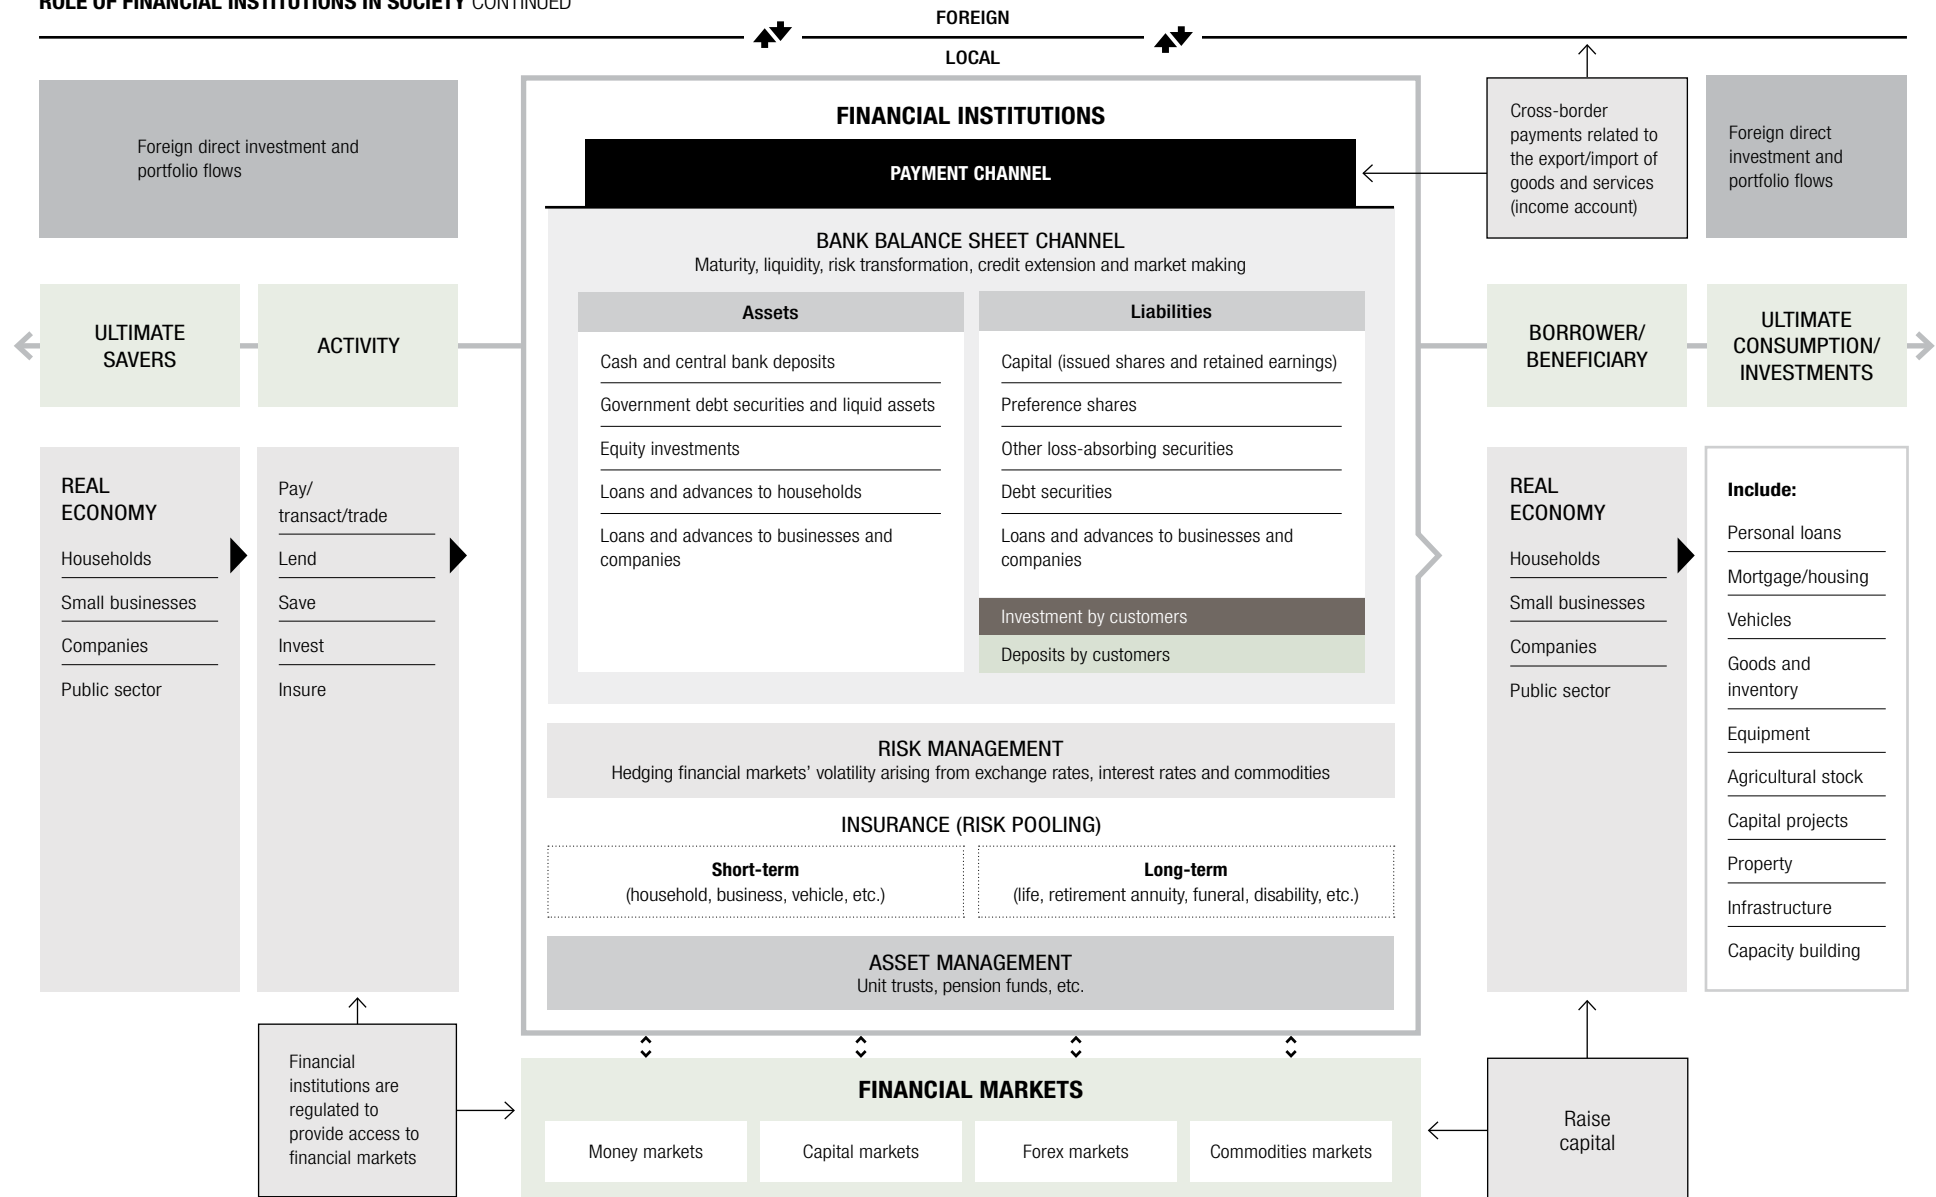 ROLE OF FINANCIAL INSTITUTIONS IN SOCIETY CONTINUED
FOREIGN
LOCAL
Foreign direct investment and
portfolio flows
FINANCIAL INSTITUTIONS
PAYMENT CHANNEL
Cross-border
payments related to
the export/import of
goods and services
(income account)
Foreign direct
investment and
portfolio flows
BANK BALANCE SHEET CHANNEL
Maturity, liquidity, risk transformation, credit extension and market making
ULTIMATE
SAVERS
ACTIVITY
Assets
Cash and central bank deposits
Government debt securities and liquid assets
Equity investments
Loans and advances to households
Loans and advances to businesses and
companies
Liabilities
Capital (issued shares and retained earnings)
Preference shares
Other loss-absorbing securities
Debt securities
Loans and advances to businesses and
companies
Investment by customers
Deposits by customers
BORROWER/
BENEFICIARY
ULTIMATE
CONSUMPTION/
INVESTMENTS
REAL
ECONOMY
Households
Small businesses
Companies
Public sector
Pay/
transact/trade
Lend
Save
Invest
Insure
REAL
ECONOMY
Households
Small businesses
Companies
Public sector
Include:
Personal loans
Mortgage/housing
Vehicles
Goods and
inventory
Equipment
Agricultural stock
Capital projects
Property
Infrastructure
Capacity building
RISK MANAGEMENT
Hedging financial markets’ volatility arising from exchange rates, interest rates and commodities
INSURANCE (RISK POOLING)
Short-term
(household, business, vehicle, etc.)
Long-term
(life, retirement annuity, funeral, disability, etc.)
ASSET MANAGEMENT
Unit trusts, pension funds, etc.
Financial
institutions are
regulated to
provide access to
financial markets
FINANCIAL MARKETS
Money markets
Capital markets
Forex markets
Commodities markets
Raise
capital